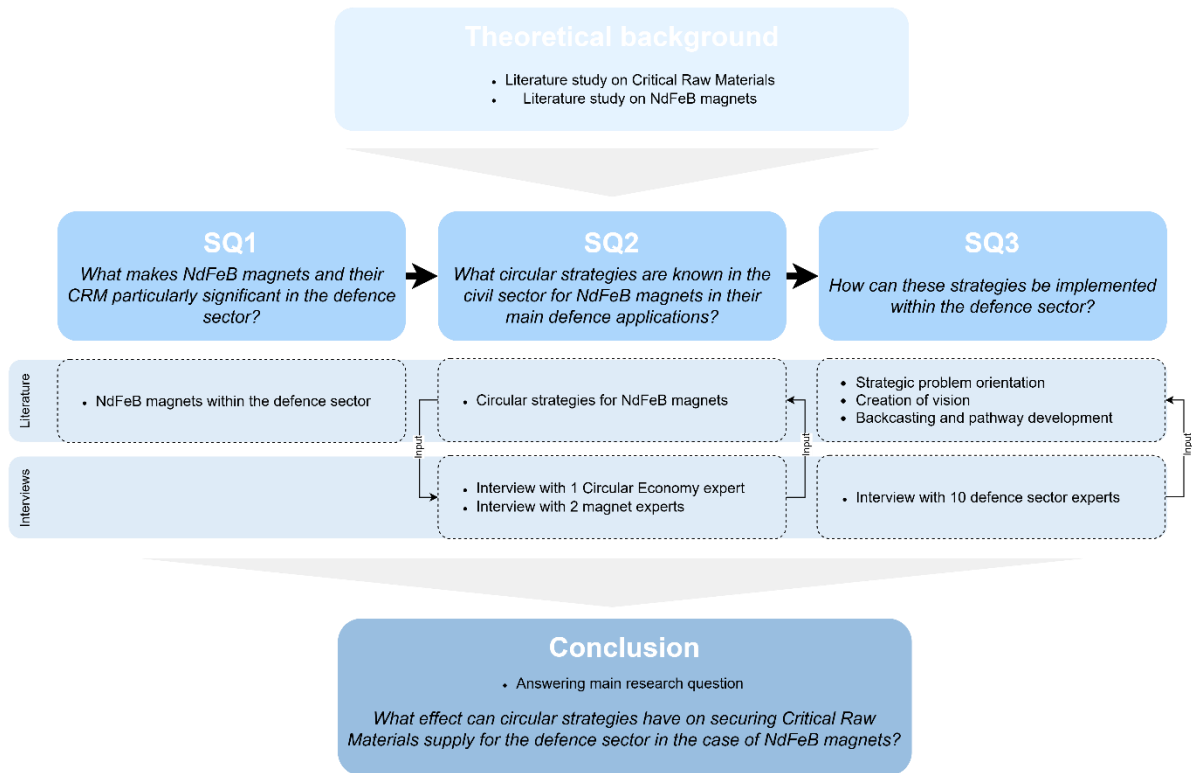 Theoretical background
• Literature study on Critical Raw Materials
• Literature study on NdFeB magnets
SQ1
What makes NdFeB magnets and their
CRM particularly significant in the defence
sector?
SQ2
What circular strategies are known in the
civil sector for NdFeB magnets in their
main defence applications?
SQ3
How can these strategies be implemented
within the defence sector?
Literature
• NdFeB magnets within the defence sector
• Circular strategies for NdFeB magnets
• Strategic problem orientation
• Creation of vision
• Backcasting and pathway development
Input
Input
Input
Interviews
• Interview with 1 Circular Economy expert
• Interview with 2 magnet experts
• Interview with 10 defence sector experts
Conclusion
• Answering main research question
What effect can circular strategies have on securing Critical Raw
Materials supply for the defence sector in the case of NdFeB magnets?